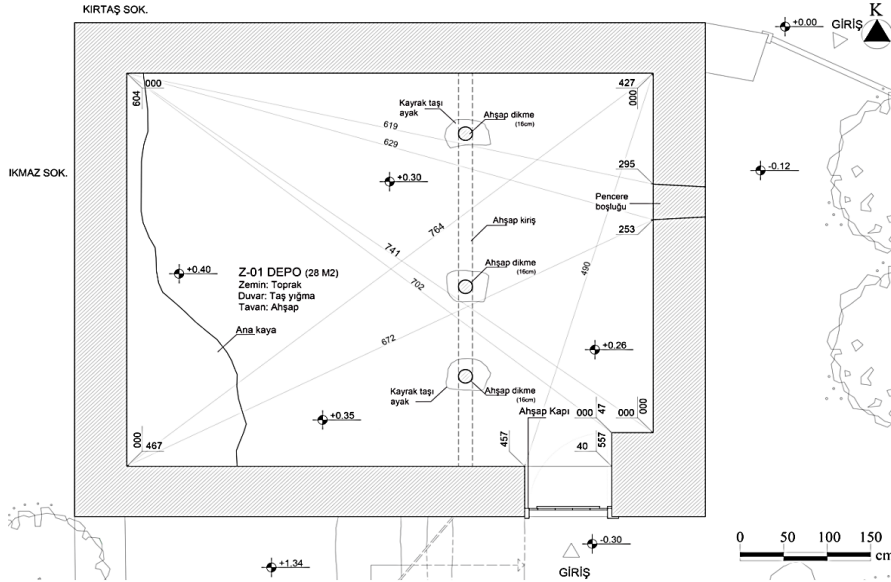 KIRTAŞ SOK.
+0.00
GİRİŞ
K
000
604
427
000
Kayrak taşı
ayak
Ahşap dikme
(16cm)
619
629
295
-0.12
IKMAZ SOK.
+0.30
Pencere
boşluğu
Ahşap kiriş
764
253
741
+0.40
Z-01 DEPO (28 M2)
Zemin: Toprak
Duvar: Taş yığma
Tavan: Ahşap
702
Ahşap dikme
(16cm)
490
Ana kaya
672
+0.26
Kayrak taşı
ayak
Ahşap dikme
(16cm)
+0.35
Ahşap Kapı
000
47
000
000
000
467
457
40
557
-0.30
GİRİŞ
+1.34
0 50 100 150
cm